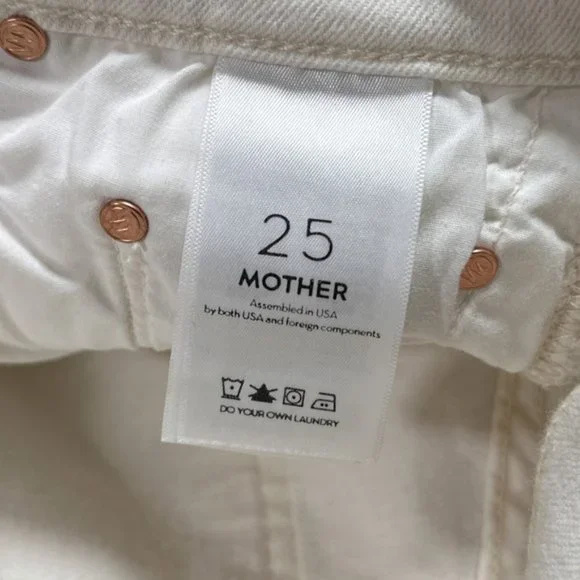 25
MOTHER
Assembled in USA
by both USA and foreign components
DO YOUR OWN LAUNDRY